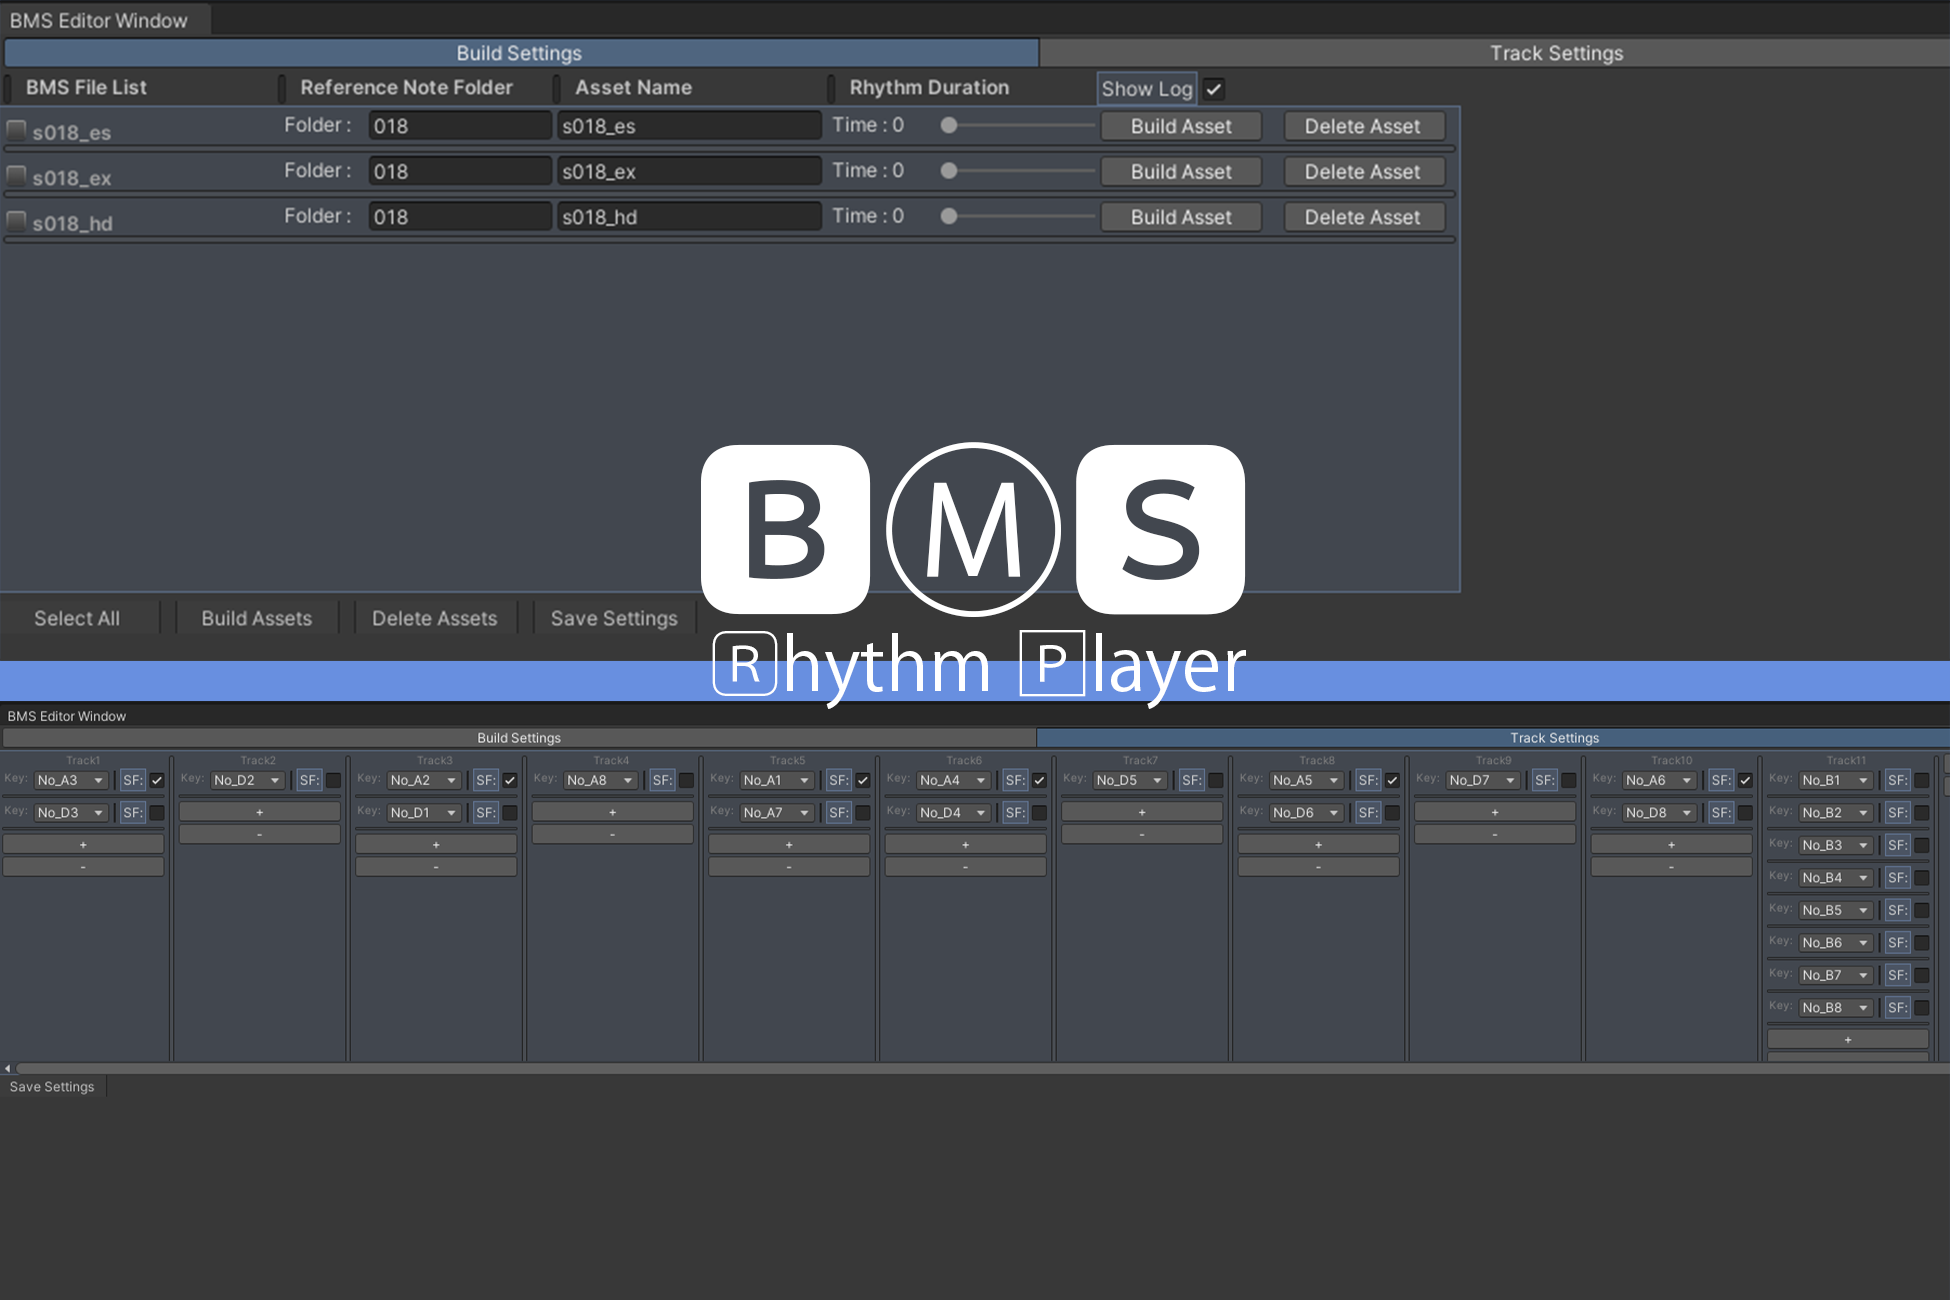 BMS Editor Window
Build Settings Track Settings
BMS File List Reference Note Folder Asset Name Rhythm Duration Show Log
s018_es Folder : 018 s018_es Time : 0 Build Asset Delete Asset
s018_ex Folder : 018 s018_ex Time : 0 Build Asset Delete Asset
s018_hd Folder : 018 s018_hd Time : 0 Build Asset Delete Asset
BMS
Select All Build Assets Delete Assets Save Settings
Rhythm Player
BMS Editor Window
Build Settings Track Settings
Track1 Track2 Track3 Track4 Track5 Track6 Track7 Track8 Track9 Track10 Track11
Key: No_A3 SF: Key: No_D2 SF: Key: No_A2 SF: Key: No_A8 SF: Key: No_A1 SF: Key: No_A4 SF: Key: No_D5 SF: Key: No_A5 SF: Key: No_D7 SF: Key: No_A6 SF: Key: No_B1 SF:
Key: No_D3 SF: + Key: No_D1 SF: + Key: No_A7 SF: Key: No_D4 SF: + Key: No_D6 SF: + Key: No_D8 SF: Key: No_B2 SF:
- - - -
+ + + + + + Key: No_B3 SF:
- - - - - - Key: No_B4 SF:
Key: No_B5 SF:
Key: No_B6 SF:
Key: No_B7 SF:
Key: No_B8 SF:
+
Save Settings